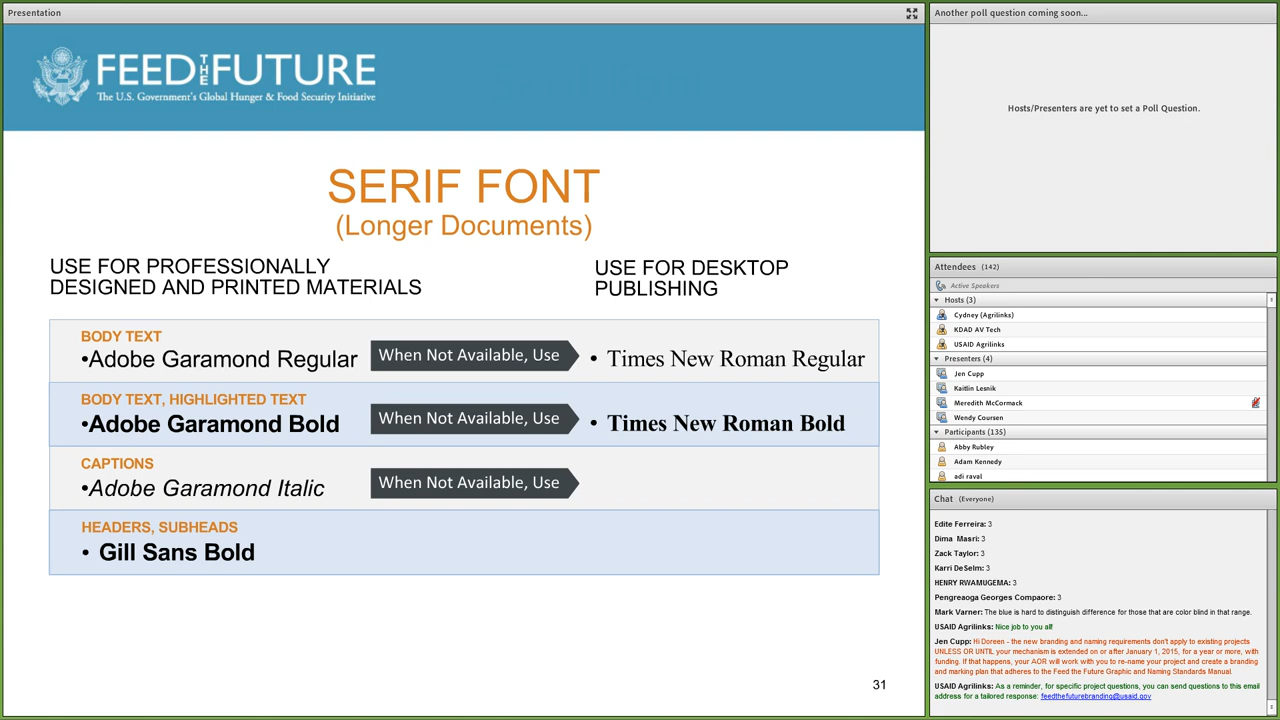 Presentation
FEED THE FUTURE
The U.S. Government's Global Hunger & Food Security Initiative
SERIF FONT
(Longer Documents)
USE FOR PROFESSIONALLY
DESIGNED AND PRINTED MATERIALS
USE FOR DESKTOP
PUBLISHING
BODY TEXT
•Adobe Garamond Regular
When Not Available, Use
• Times New Roman Regular
BODY TEXT, HIGHLIGHTED TEXT
•Adobe Garamond Bold
When Not Available, Use
• Times New Roman Bold
CAPTIONS
•Adobe Garamond Italic
When Not Available, Use
HEADERS, SUBHEADS
• Gill Sans Bold
31
Another poll question coming soon...
Hosts/Presenters are yet to set a Poll Question.
Attendees (142)
Active Speakers
Hosts (3)
Cydney (Agrilinks)
KDAD AV Tech
USAID Agrilinks
Presenters (4)
Jen Cupp
Kaitlin Lesnik
Meredith McCormack
Wendy Coursen
Participants (135)
Abby Rubley
Adam Kennedy
adi raval
Chat (Everyone)
Edite Ferreira: 3
Dima Masri: 3
Zack Taylor: 3
Karri DeSelm: 3
HENRY RWAMUGEMA: 3
Pengreaoga Georges Compaore: 3
Mark Varner: The blue is hard to distinguish difference for those that are color blind in that range.
USAID Agrilinks: Nice job to you all!
Jen Cupp: Hi Doreen - the new branding and naming requirements don't apply to existing projects
UNLESS OR UNTIL your mechanism is extended on or after January 1, 2015, for a year or more, with
funding. If that happens, your AOR will work with you to re-name your project and create a branding
and marking plan that adheres to the Feed the Future Graphic and Naming Standards Manual.
USAID Agrilinks: As a reminder, for specific project questions, you can send questions to this email
address for a tailored response: feedthefuturebranding@usaid.gov